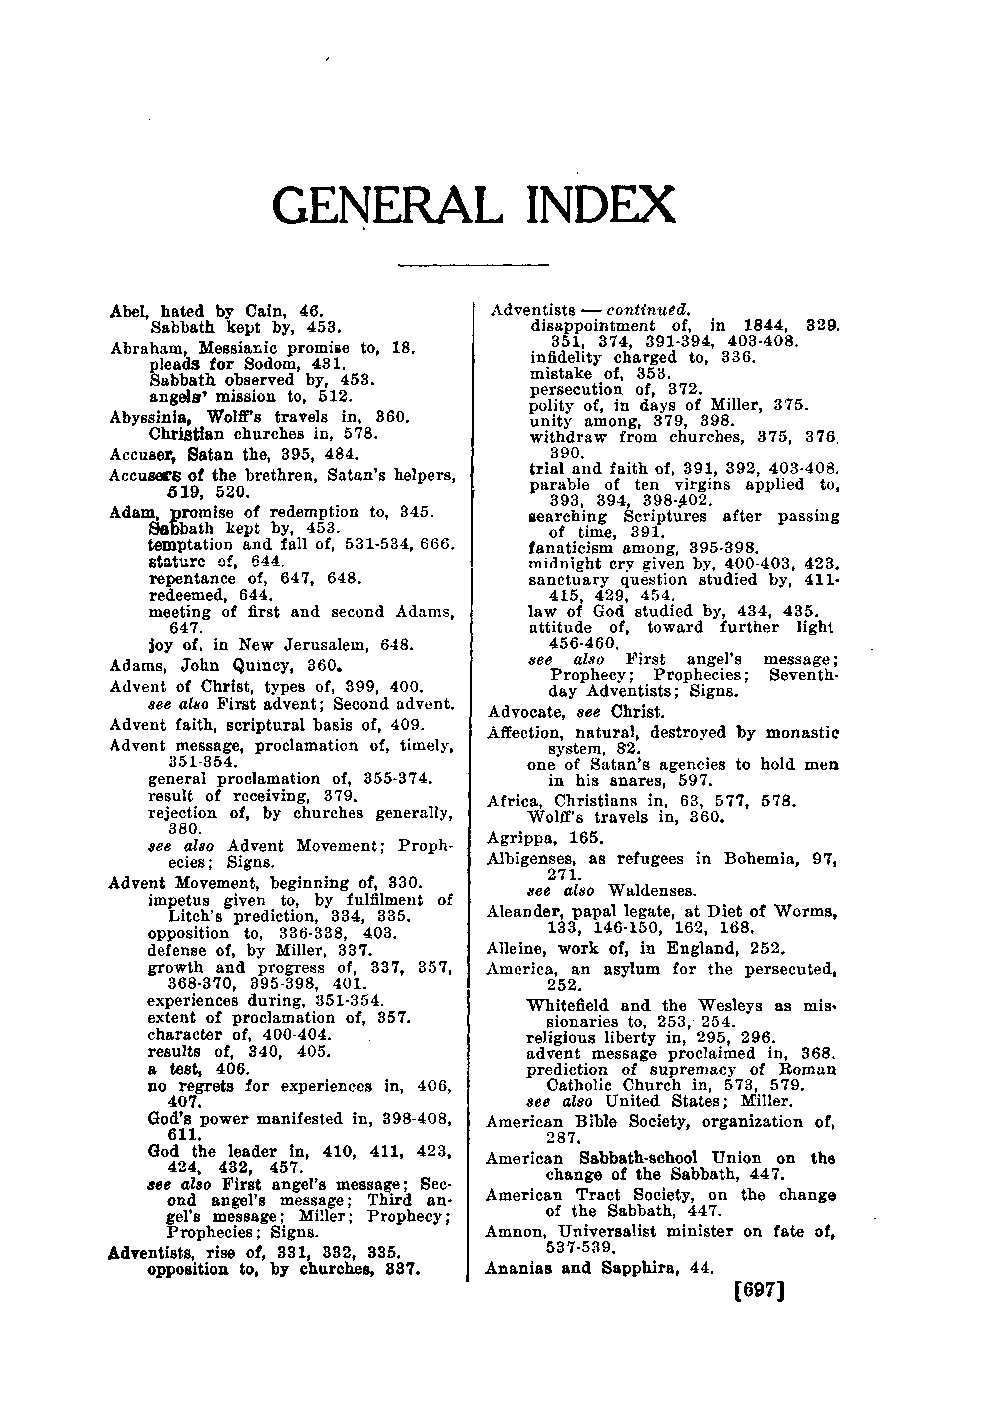 GENERAL INDEX
Abel, hated by Cain, 46.
Sabbath kept by, 453.
Abraham, Messianic promise to, 18.
pleads for Sodom, 431.
Sabbath observed by, 453.
angels' mission to, 512.
Abyssinia, Wolff's travels in, 360.
Christian churches in, 578.
Accuser, Satan the, 395, 484.
Accusers of the brethren, Satan's helpers,
519, 520.
Adam, promise of redemption to, 345.
Sabbath kept by, 453.
temptation and fall of, 531-534, 666.
stature of, 644.
repentance of, 647, 648.
redeemed, 644.
meeting of first and second Adams,
647.
joy of, in New Jerusalem, 648.
Adams, John Quincy, 360.
Advent of Christ, types of, 399, 400.
see also First advent; Second advent.
Advent faith, scriptural basis of, 409.
Advent message, proclamation of, timely,
351-354.
general proclamation of, 355-374.
result of receiving, 379.
rejection of, by churches generally,
380.
see also Advent Movement; Proph-
ecies; Signs.
Advent Movement, beginning of, 330.
impetus given to, by fulfilment of
Litch's prediction, 334, 335.
opposition to, 336-338, 403.
defense of, by Miller, 337.
growth and progress of, 337, 357,
368-370, 395-398, 401.
experiences during, 351-354.
extent of proclamation of, 357.
character of, 400-404.
results of, 340, 405.
a test, 406.
no regrets for experiences in, 406,
407.
God's power manifested in, 398-408,
611.
God the leader in, 410, 411, 423,
424, 432, 457.
see also First angel's message; Sec-
ond angel's message; Third an-
gel's message; Miller; Prophecy;
Prophecies; Signs.
Adventists, rise of, 331, 332, 335.
opposition to, by churches, 337.
Adventists — continued.
disappointment of, in 1844, 329,
351, 374, 391-394, 403-408.
infidelity charged to, 336.
mistake of, 353.
persecution of, 372.
polity of, in days of Miller, 375.
unity among, 379, 398.
withdraw from churches, 375, 376,
390.
trial and faith of, 391, 392, 403-408.
parable of ten virgins applied to,
393, 394, 398-402.
searching Scriptures after passing
of time, 391.
fanaticism among, 395-398.
midnight cry given by, 400-403, 423.
sanctuary question studied by, 411-
415, 429, 454.
law of God studied by, 434, 435.
attitude of, toward further light
456-460.
see also First angel's message;
Prophecy; Prophecies; Seventh-
day Adventists; Signs.
Advocate, see Christ.
Affection, natural, destroyed by monastic
system, 82.
one of Satan's agencies to hold men
in his snares, 597.
Africa, Christians in, 63, 577, 578.
Wolff's travels in, 360.
Agrippa, 165.
Albigenses, as refugees in Bohemia, 97,
271.
see also Waldenses.
Aleander, papal legate, at Diet of Worms,
133, 146-150, 162, 168.
Alleine, work of, in England, 252.
America, an asylum for the persecuted,
252.
Whitefield and the Wesleys as mis-
sionaries to, 253, 254.
religious liberty in, 295, 296.
advent message proclaimed in, 368.
prediction of supremacy of Roman
Catholic Church in, 573, 579.
see also United States; Miller.
American Bible Society, organization of,
287.
American Sabbath-school Union on the
change of the Sabbath, 447.
American Tract Society, on the change
of the Sabbath, 447.
Amnon, Universalist minister on fate of,
537-539.
Ananias and Sapphira, 44.
[697]